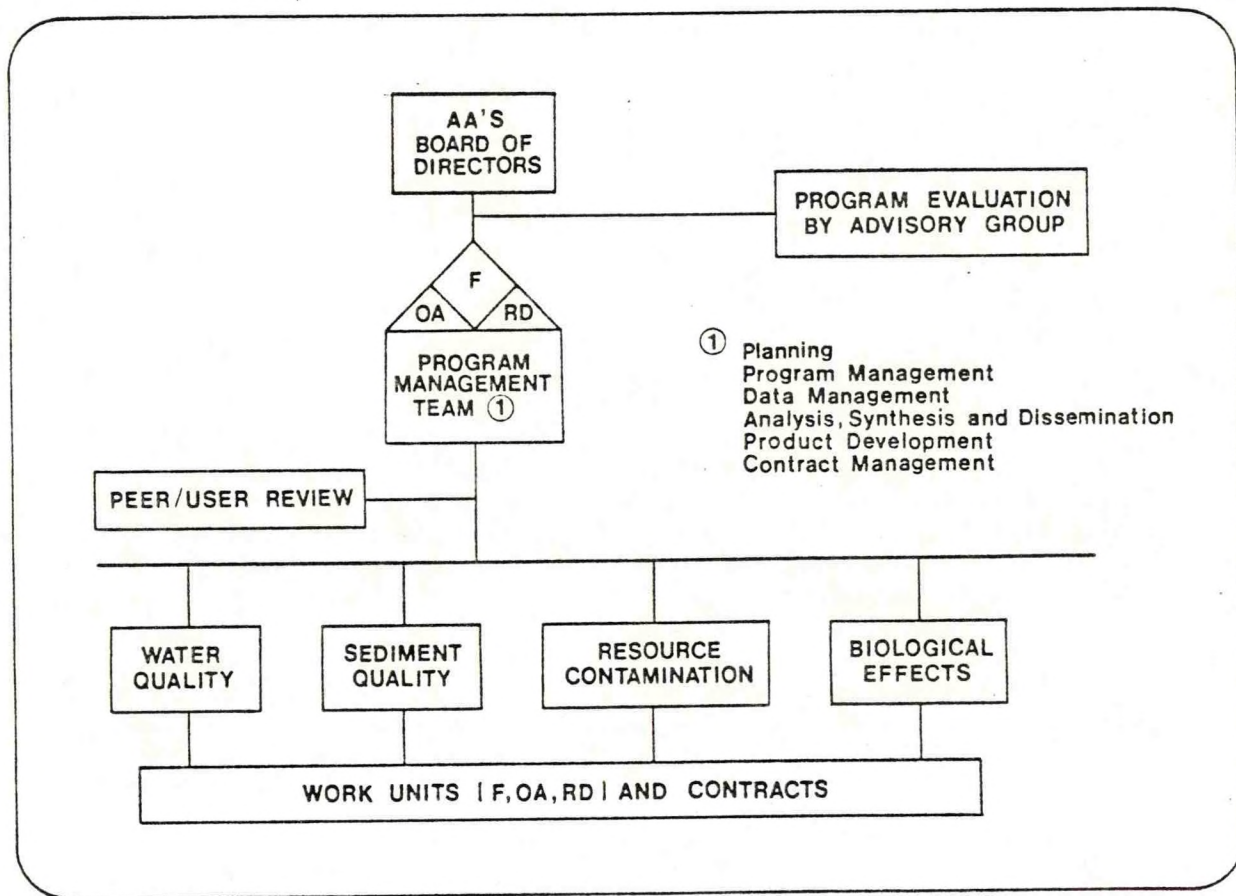 AA'S
BOARD OF
DIRECTORS
PROGRAM EVALUATION
BY ADVISORY GROUP
F
OA
RD
PROGRAM
MANAGEMENT
TEAM ①
① Planning
Program Management
Data Management
Analysis, Synthesis and Dissemination
Product Development
Contract Management
PEER/USER REVIEW
WATER
QUALITY
SEDIMENT
QUALITY
RESOURCE
CONTAMINATION
BIOLOGICAL
EFFECTS
WORK UNITS [F,OA,RD] AND CONTRACTS